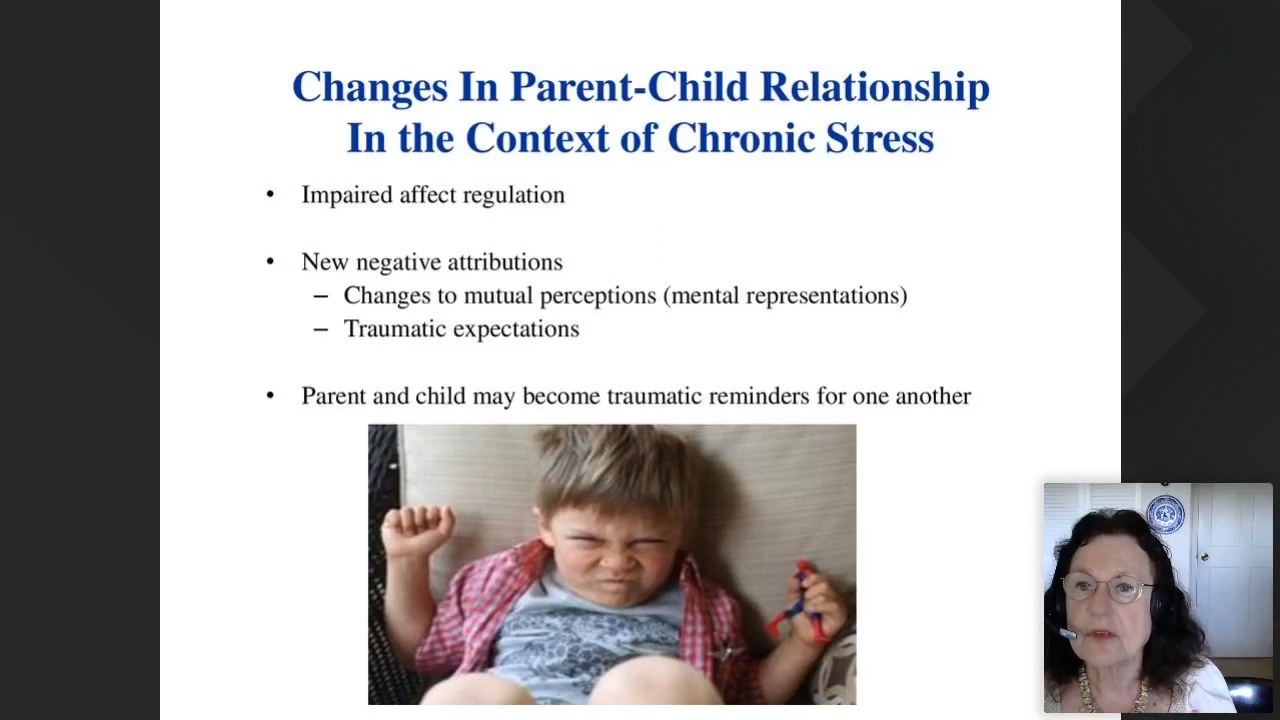 Changes In Parent-Child Relationship
In the Context of Chronic Stress
• Impaired affect regulation
• New negative attributions
– Changes to mutual perceptions (mental representations)
– Traumatic expectations
• Parent and child may become traumatic reminders for one another